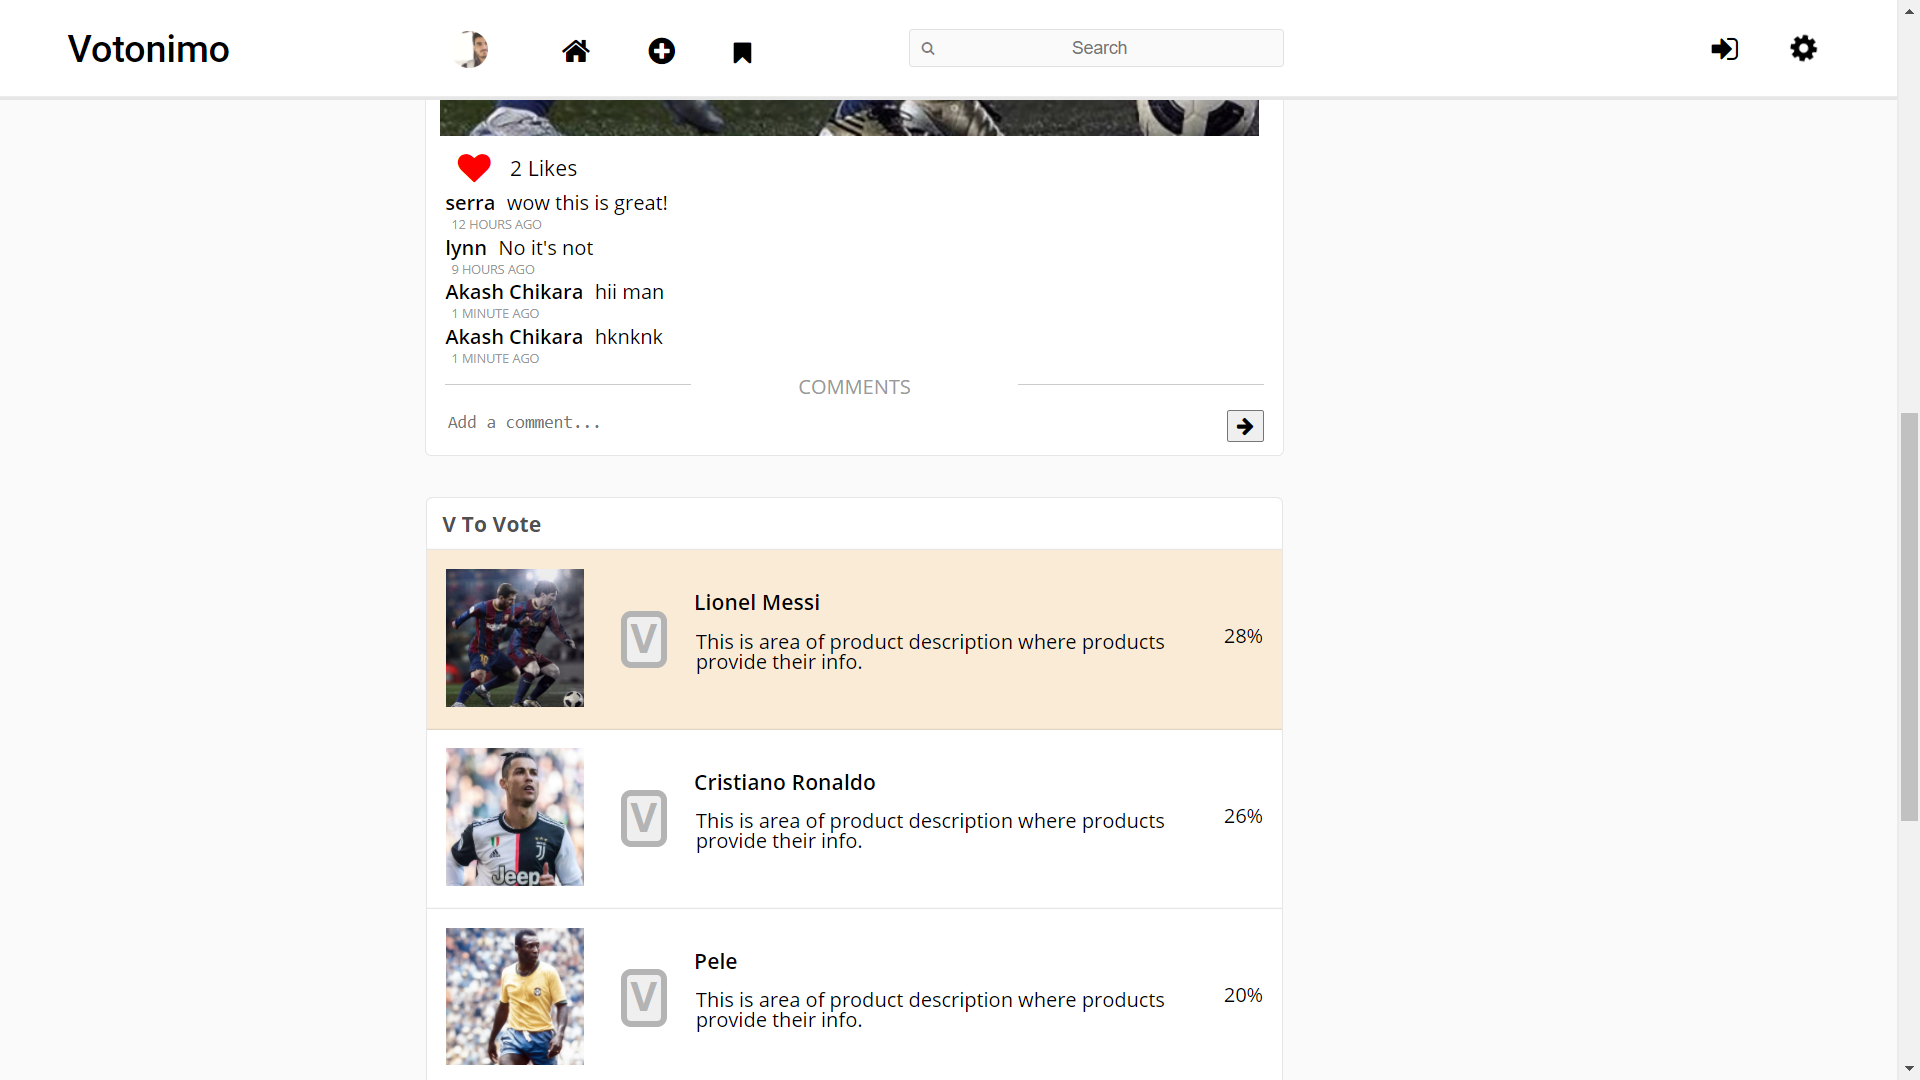 Votonimo
Search
2 Likes
serra wow this is great!
12 HOURS AGO
lynn No it's not
9 HOURS AGO
Akash Chikara hii man
1 MINUTE AGO
Akash Chikara hknknk
1 MINUTE AGO
COMMENTS
Add a comment...
V To Vote
V
Lionel Messi
This is area of product description where products
provide their info.
28%
Jeep
V
Cristiano Ronaldo
This is area of product description where products
provide their info.
26%
V
Pele
This is area of product description where products
provide their info.
20%